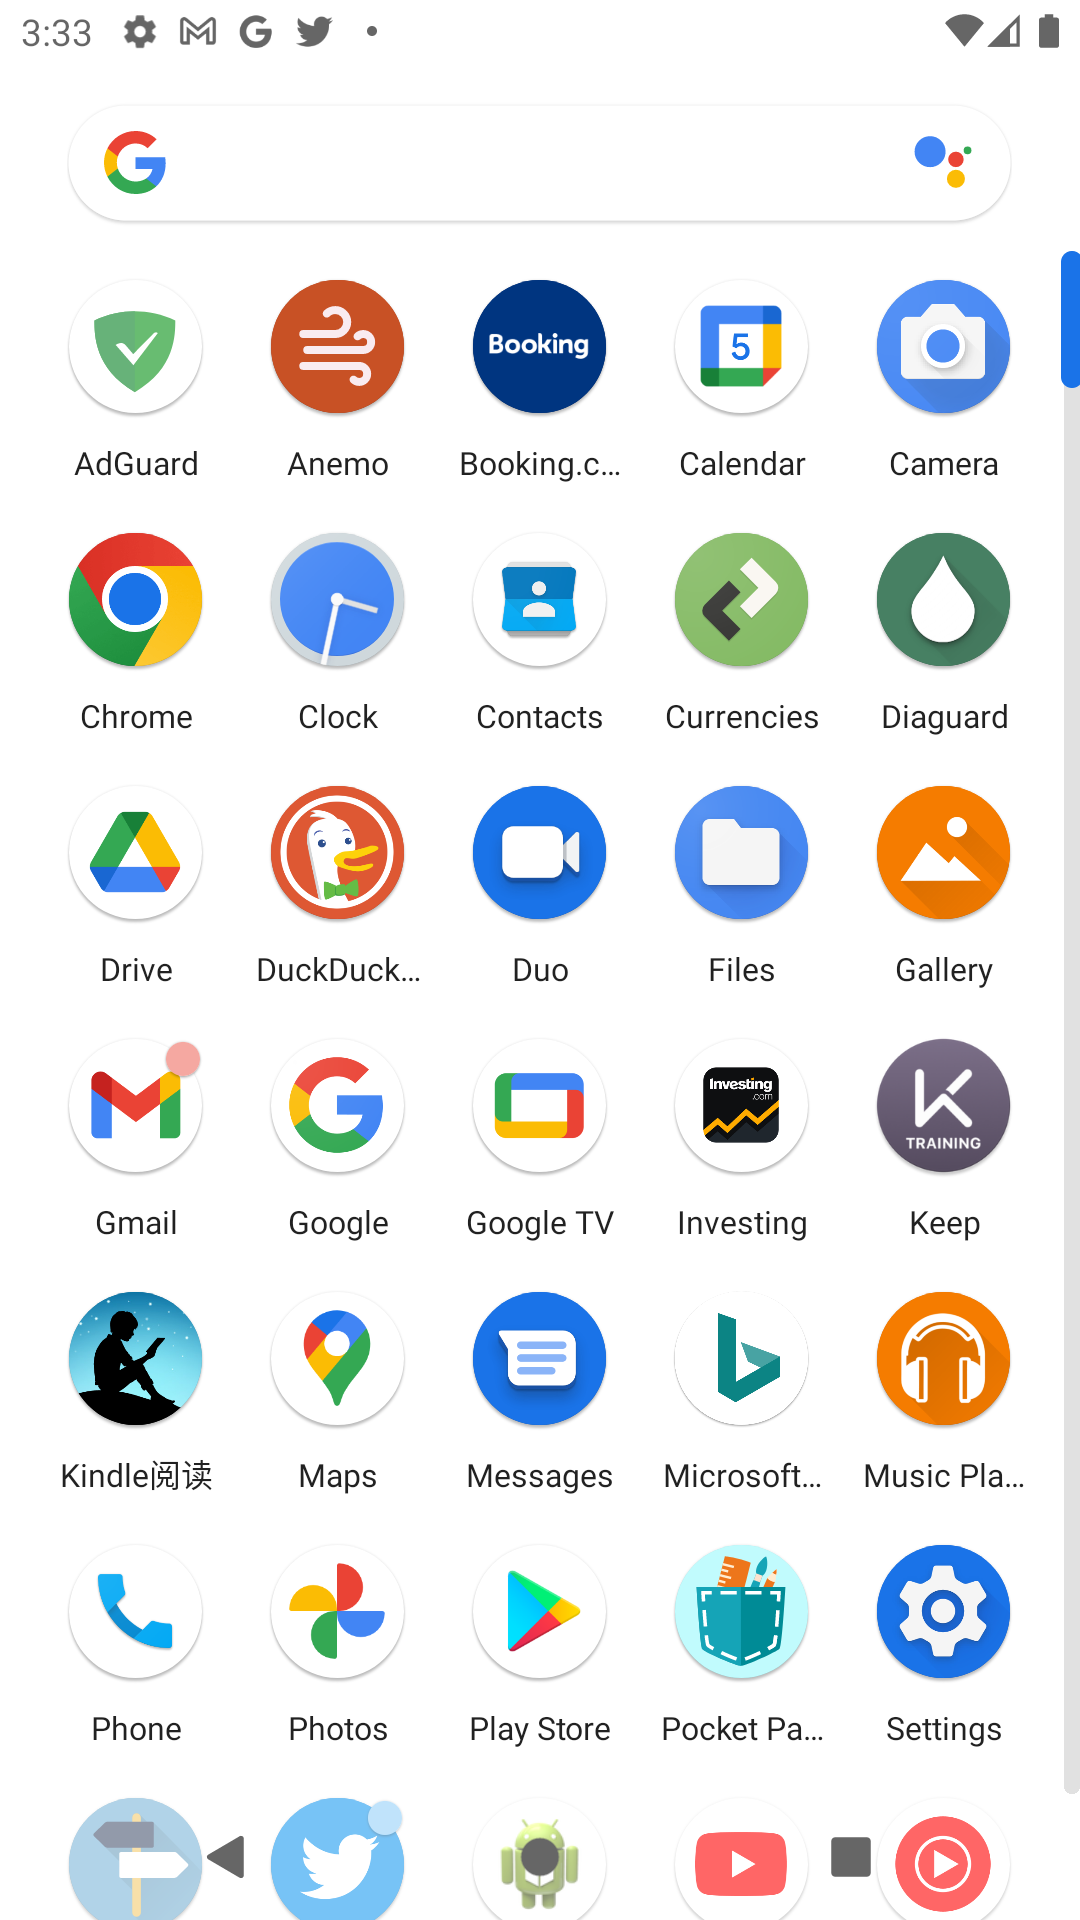 3:33
AdGuard
Anemo
Booking
Booking.c...
5
Calendar
Camera
Chrome
Clock
Contacts
Currencies
Diaguard
Drive
DuckDuck...
Duo
Files
Gallery
Gmail
Google
Google TV
Investing
.com
Investing
K
TRAINING
Keep
Kindle阅读
Maps
Messages
Microsoft...
Music Pla...
Phone
Photos
Play Store
Pocket Pa...
Settings